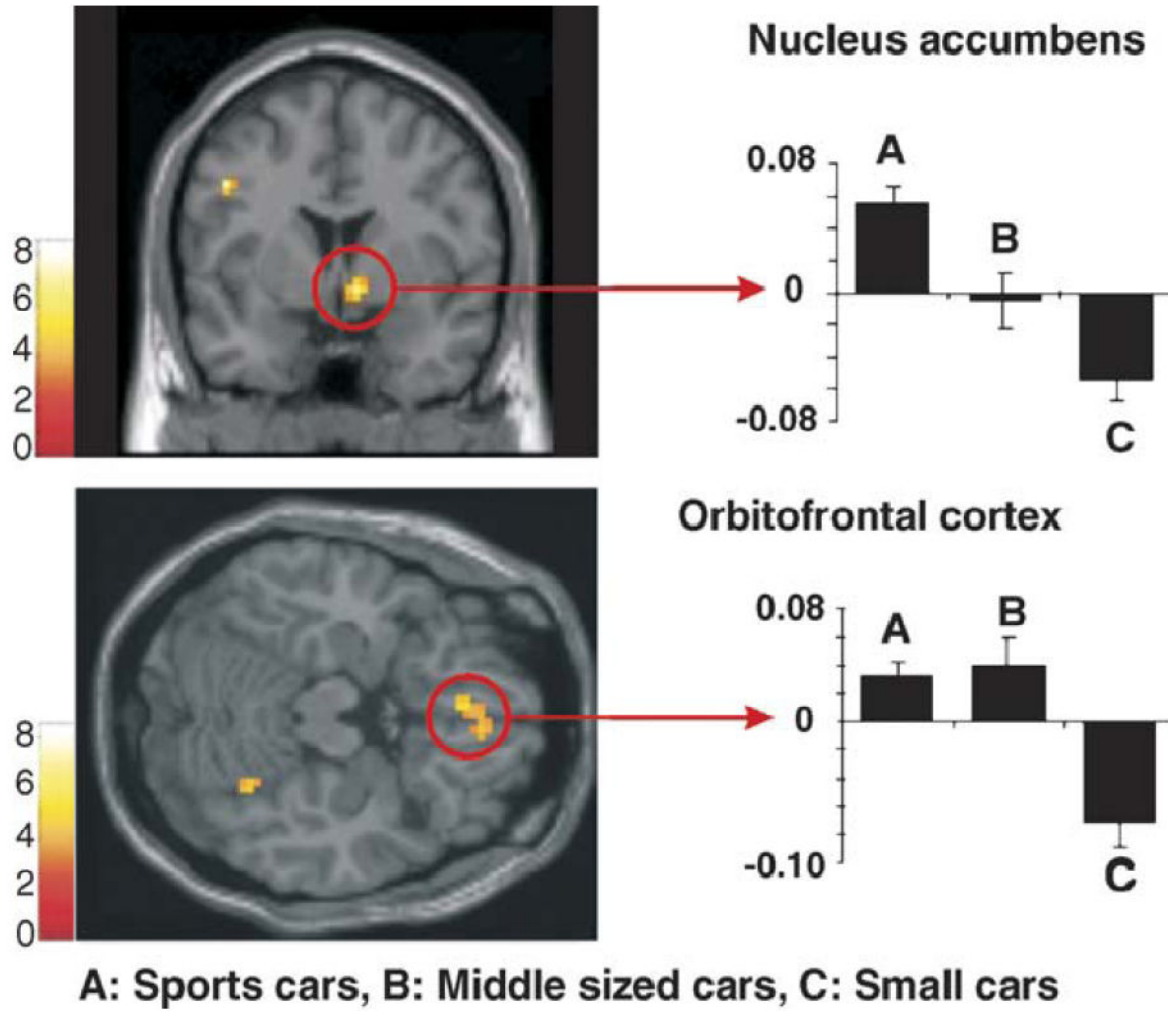 Nucleus accumbens
8
6
4
2
0
0.08
0
-0.08
A
B
C
Orbitofrontal cortex
8
6
4
2
0
0.08
0
-0.10
A
B
C
A: Sports cars, B: Middle sized cars, C: Small cars